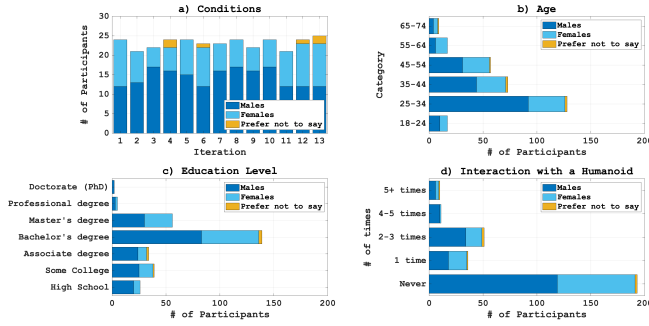 a) Conditions
30
25
20
15
10
5
0
# of Participants
1 2 3 4 5 6 7 8 9 10 11 12 13
Iteration
Males
Females
Prefer not to say
b) Age
65-74
55-64
45-54
35-44
25-34
18-24
Category
0 50 100 150 200
# of Participants
Males
Females
Prefer not to say
c) Education Level
Doctorate (PhD)
Professional degree
Master's degree
Bachelor's degree
Associate degree
Some College
High School
0 50 100 150 200
# of Participants
Males
Females
Prefer not to say
d) Interaction with a Humanoid
5+ times
4-5 times
2-3 times
1 time
Never
# of times
0 50 100 150 200
# of Participants
Males
Females
Prefer not to say